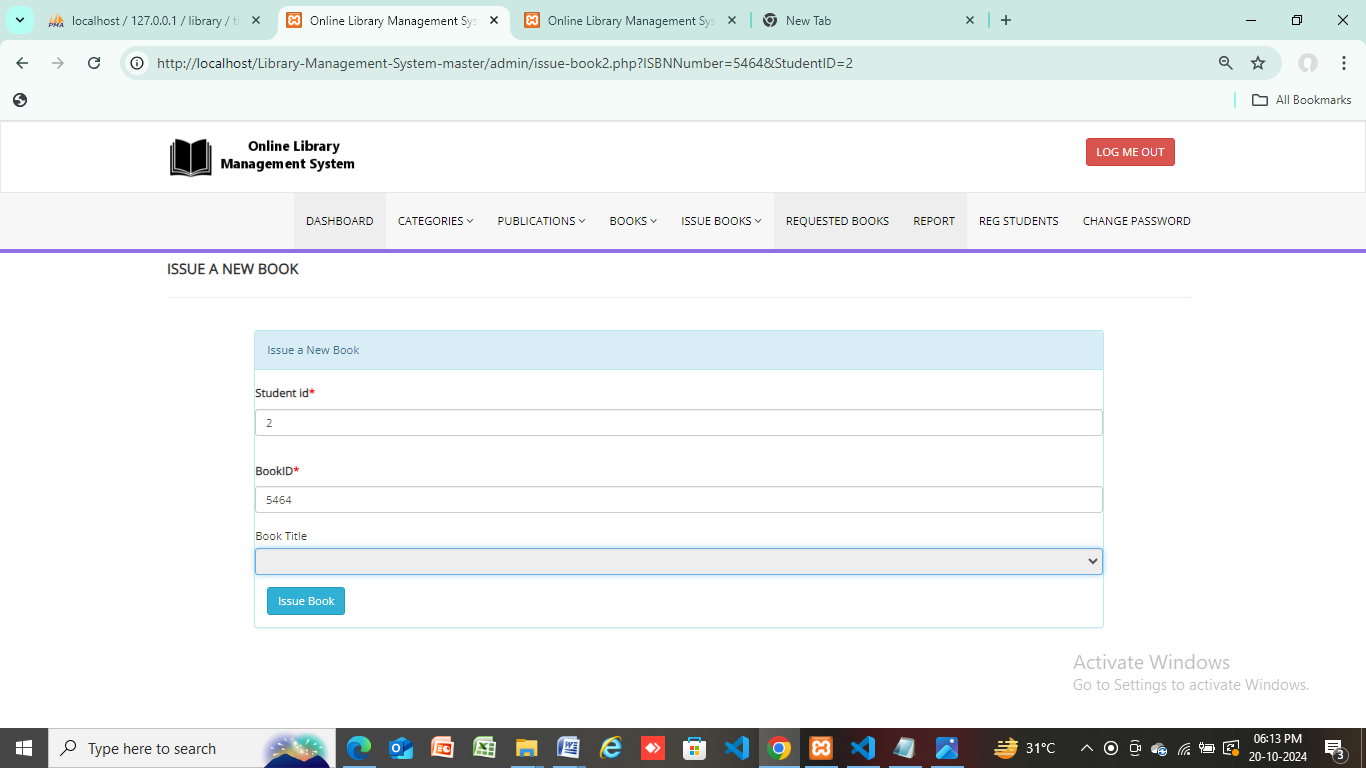 localhost / 127.0.0.1 / library / t
Online Library Management Sys
Online Library Management Sys
New Tab
http://localhost/Library-Management-System-master/admin/issue-book2.php?ISBNNumber=5464&StudentID=2
All Bookmarks
Online Library
Management System
LOG ME OUT
DASHBOARD CATEGORIES PUBLICATIONS BOOKS ISSUE BOOKS REQUESTED BOOKS REPORT REG STUDENTS CHANGE PASSWORD
ISSUE A NEW BOOK
Issue a New Book
Student id*
2
BookID*
5464
Book Title
Issue Book
Activate Windows
Go to Settings to activate Windows.
Type here to search
31°C
06:13 PM
20-10-2024
3